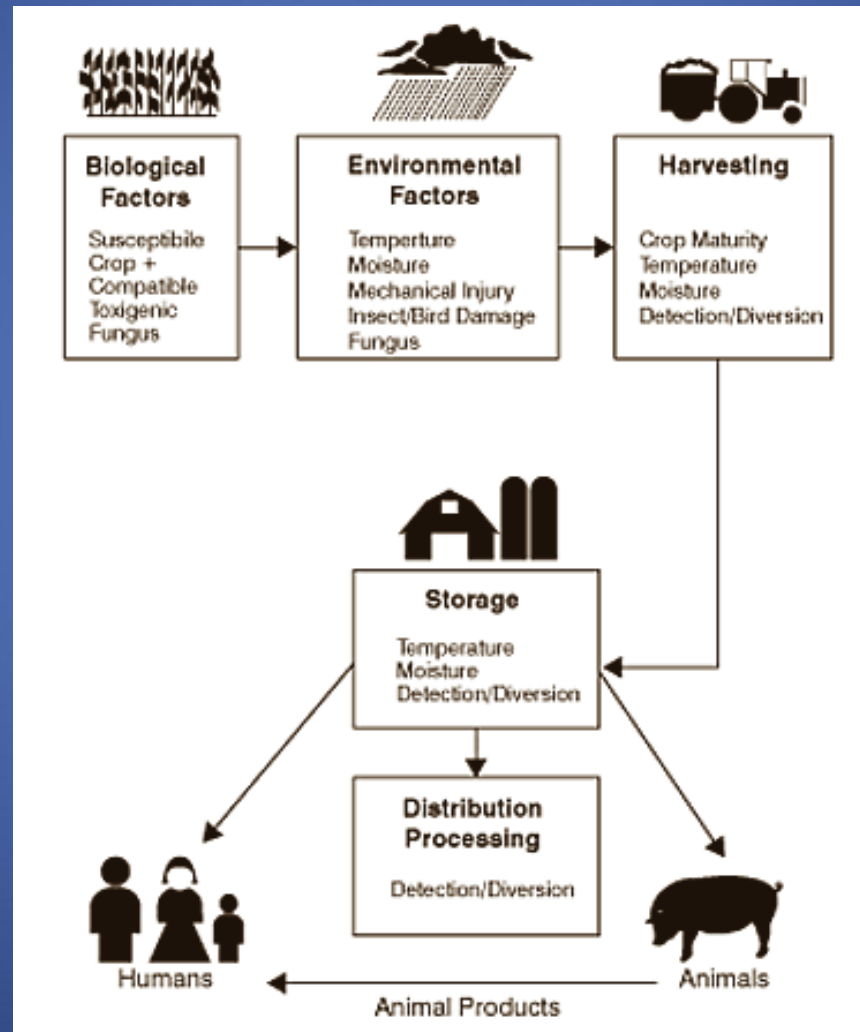 Biological
Factors
Susceptibile
Crop +
Compatible
Toxigenic
Fungus
Environmental
Factors
Temperture
Moisture
Mechanical Injury
Insect/Bird Damage
Fungus
Harvesting
Crop Maturity
Temperature
Moisture
Detection/Diversion
Storage
Temperature
Moisture
Detection/Diversion
Distribution
Processing
Detection/Diversion
Humans
Animals
Animal Products